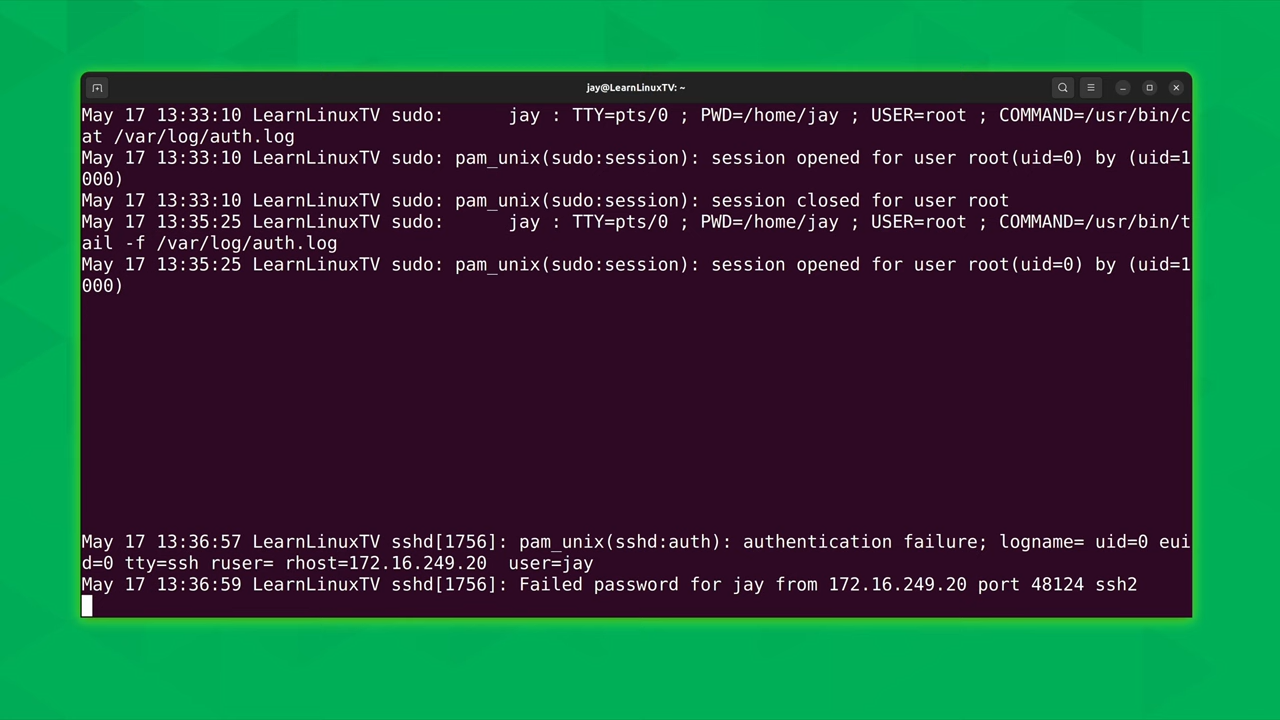 jay@LearnLinuxTV: ~
May 17 13:33:10 LearnLinuxTV sudo:      jay : TTY=pts/0 ; PWD=/home/jay ; USER=root ; COMMAND=/usr/bin/c
at /var/log/auth.log
May 17 13:33:10 LearnLinuxTV sudo: pam_unix(sudo:session): session opened for user root(uid=0) by (uid=1
000)
May 17 13:33:10 LearnLinuxTV sudo: pam_unix(sudo:session): session closed for user root
May 17 13:35:25 LearnLinuxTV sudo:      jay : TTY=pts/0 ; PWD=/home/jay ; USER=root ; COMMAND=/usr/bin/t
ail -f /var/log/auth.log
May 17 13:35:25 LearnLinuxTV sudo: pam_unix(sudo:session): session opened for user root(uid=0) by (uid=1
000)
May 17 13:36:57 LearnLinuxTV sshd[1756]: pam_unix(sshd:auth): authentication failure; logname= uid=0 eui
d=0 tty=ssh ruser= rhost=172.16.249.20  user=jay
May 17 13:36:59 LearnLinuxTV sshd[1756]: Failed password for jay from 172.16.249.20 port 48124 ssh2